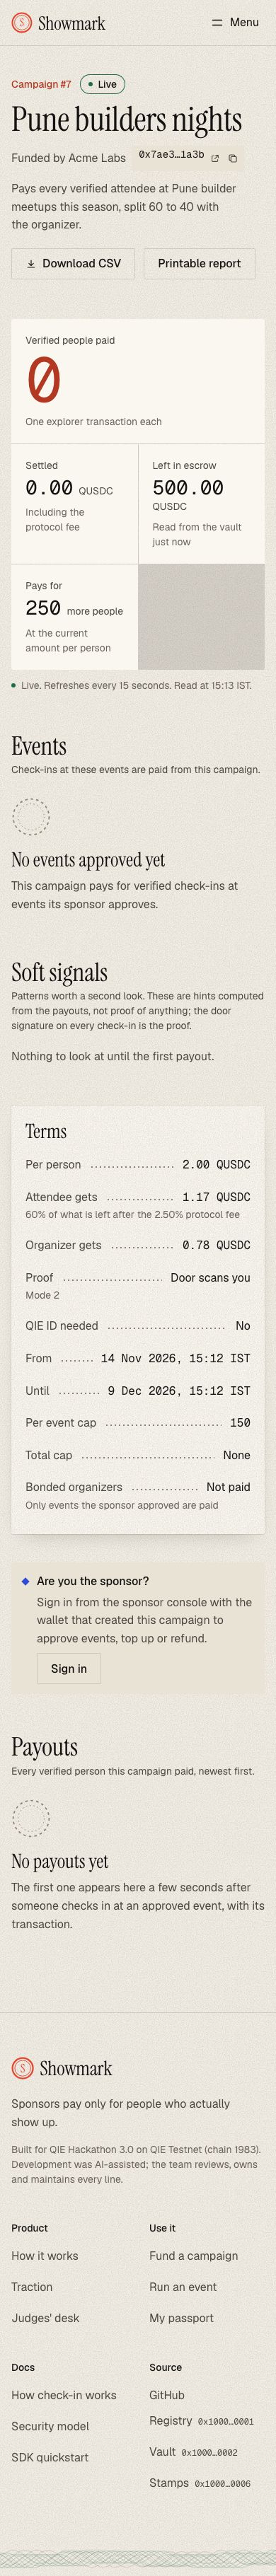 Showmark
Menu
Campaign #7
Live
Pune builders nights
Funded by Acme Labs 0x7ae3…1a3b
Pays every verified attendee at Pune builder
meetups this season, split 60 to 40 with
the organizer.
Download CSV
Printable report
Verified people paid
0
One explorer transaction each
Settled
0.00 QUSDC
Including the
protocol fee
Left in escrow
500.00
QUSDC
Read from the vault
just now
Pays for
250 more people
At the current
amount per person
Live. Refreshes every 15 seconds. Read at 15:13 IST.
Events
Check-ins at these events are paid from this campaign.
No events approved yet
This campaign pays for verified check-ins at
events its sponsor approves.
Soft signals
Patterns worth a second look. These are hints computed
from the payouts, not proof of anything; the door
signature on every check-in is the proof.
Nothing to look at until the first payout.
Terms
Per person 2.00 QUSDC
Attendee gets 1.17 QUSDC
60% of what is left after the 2.50% protocol fee
Organizer gets 0.78 QUSDC
Proof Door scans you
Mode 2
QIE ID needed No
From 14 Nov 2026, 15:12 IST
Until 9 Dec 2026, 15:12 IST
Per event cap 150
Total cap None
Bonded organizers Not paid
Only events the sponsor approved are paid
Are you the sponsor?
Sign in from the sponsor console with the
wallet that created this campaign to
approve events, top up or refund.
Sign in
Payouts
Every verified person this campaign paid, newest first.
No payouts yet
The first one appears here a few seconds after
someone checks in at an approved event, with its
transaction.
Showmark
Sponsors pay only for people who actually
show up.
Built for QIE Hackathon 3.0 on QIE Testnet (chain 1983).
Development was AI-assisted; the team reviews, owns
and maintains every line.
Product
How it works
Traction
Judges' desk
Use it
Fund a campaign
Run an event
My passport
Docs
How check-in works
Security model
SDK quickstart
Source
GitHub
Registry 0x1000…0001
Vault 0x1000…0002
Stamps 0x1000…0006